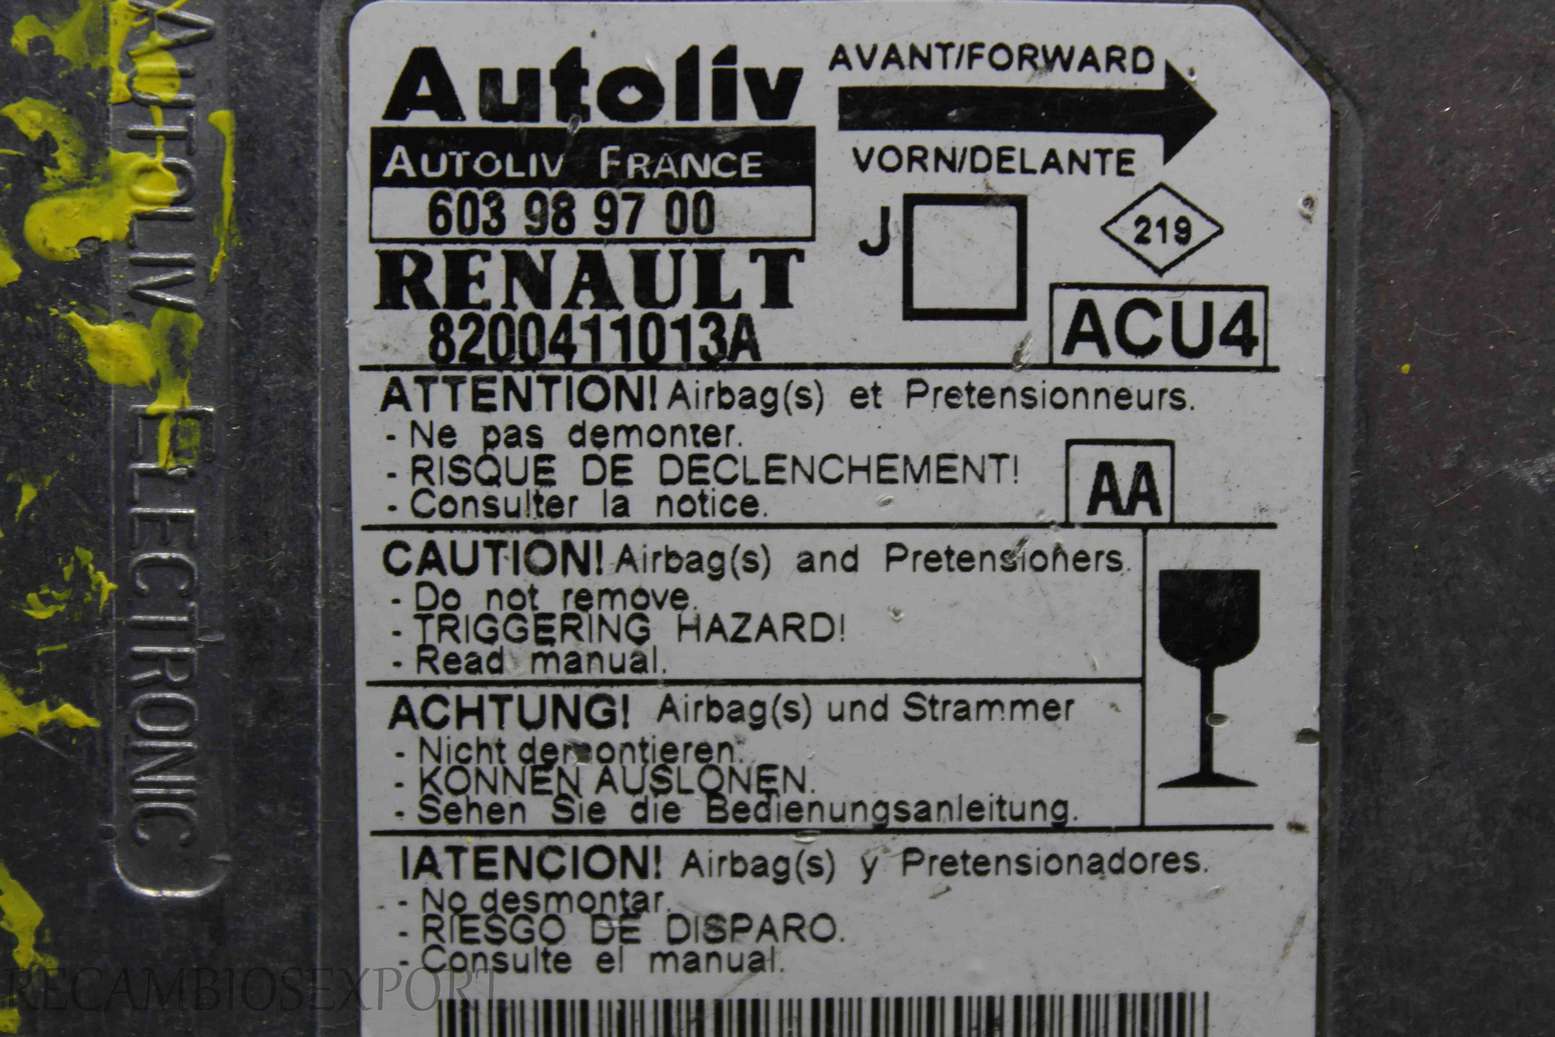 AUTOLIV ELECTRONIC
Autoliv
AUTOLIV FRANCE
603 98 97 00
RENAULT
8200411013A
AVANT/FORWARD
VORN/DELANTE
J
219
ACU4
ATTENTION! Airbag(s) et Pretensionneurs.
- Ne pas demonter.
- RISQUE DE DECLENCHEMENT!
- Consulter la notice.
AA
CAUTION! Airbag(s) and Pretensioners.
- Do not remove.
- TRIGGERING HAZARD!
- Read manual.
ACHTUNG! Airbag(s) und Strammer
- Nicht demontieren.
- KONNEN AUSLONEN.
- Sehen Sie die Bedienungsanleitung.
IATENCION! Airbag(s) y Pretensionadores.
- No desmontar.
- RIESGO DE DISPARO.
- Consulte el manual.
RECAMBIOSEXPORT